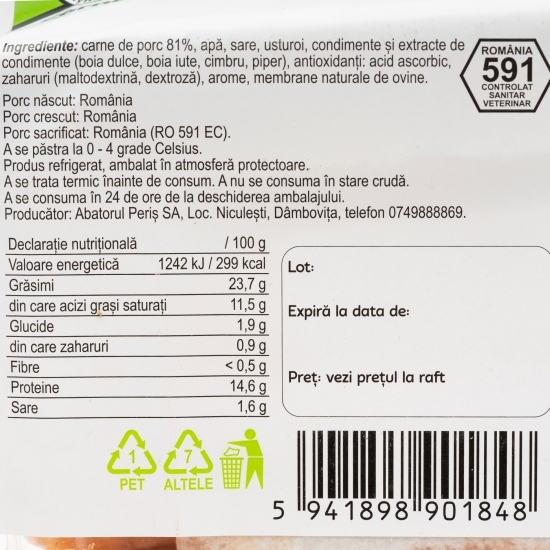 Ingrediente: carne de porc 81%, apă, sare, usturoi, condimente și extracte de
condimente (boia dulce, boia iute, cimbru, piper), antioxidanți: acid ascorbic,
zaharuri (maltodextrină, dextroză), arome, membrane naturale de ovine.
ROMÂNIA
591
CONTROLAT
SANITAR
VETERINAR
Porc născut: România
Porc crescut: România
Porc sacrificat: România (RO 591 EC).
A se păstra la 0 - 4 grade Celsius.
Produs refrigerat, ambalat în atmosferă protectoare.
A se trata termic înainte de consum. A nu se consuma în stare crudă.
A se consuma în 24 de ore de la deschiderea ambalajului.
Producător: Abatorul Periș SA, Loc. Niculești, Dâmbovița, telefon 0749888869.
Declarație nutrițională / 100 g
Valoare energetică 1242 kJ / 299 kcal
Grăsimi 23,7 g
din care acizi grași saturați 11,5 g
Glucide 1,9 g
din care zaharuri 0,9 g
Fibre < 0,5 g
Proteine 14,6 g
Sare 1,6 g
Lot:
Expiră la data de:
Preț: vezi prețul la raft
1
PET
7
ALTELE
5 941898 901848